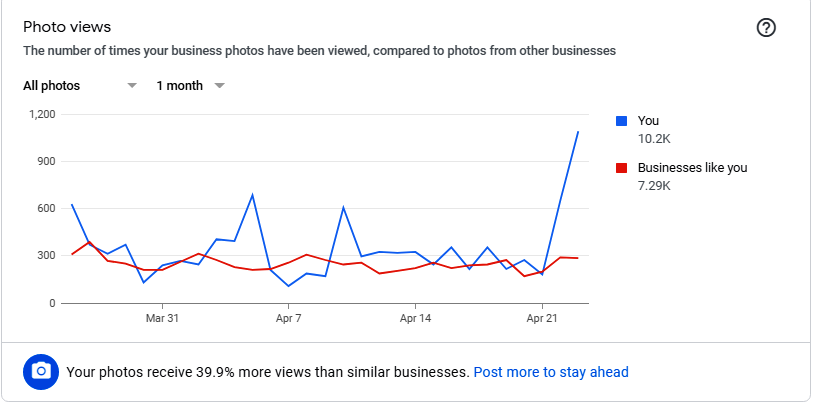 Photo views
The number of times your business photos have been viewed, compared to photos from other businesses
All photos
1 month
1,200
900
600
300
0
Mar 31
Apr 7
Apr 14
Apr 21
You
10.2K
Businesses like you
7.29K
Your photos receive 39.9% more views than similar businesses. Post more to stay ahead